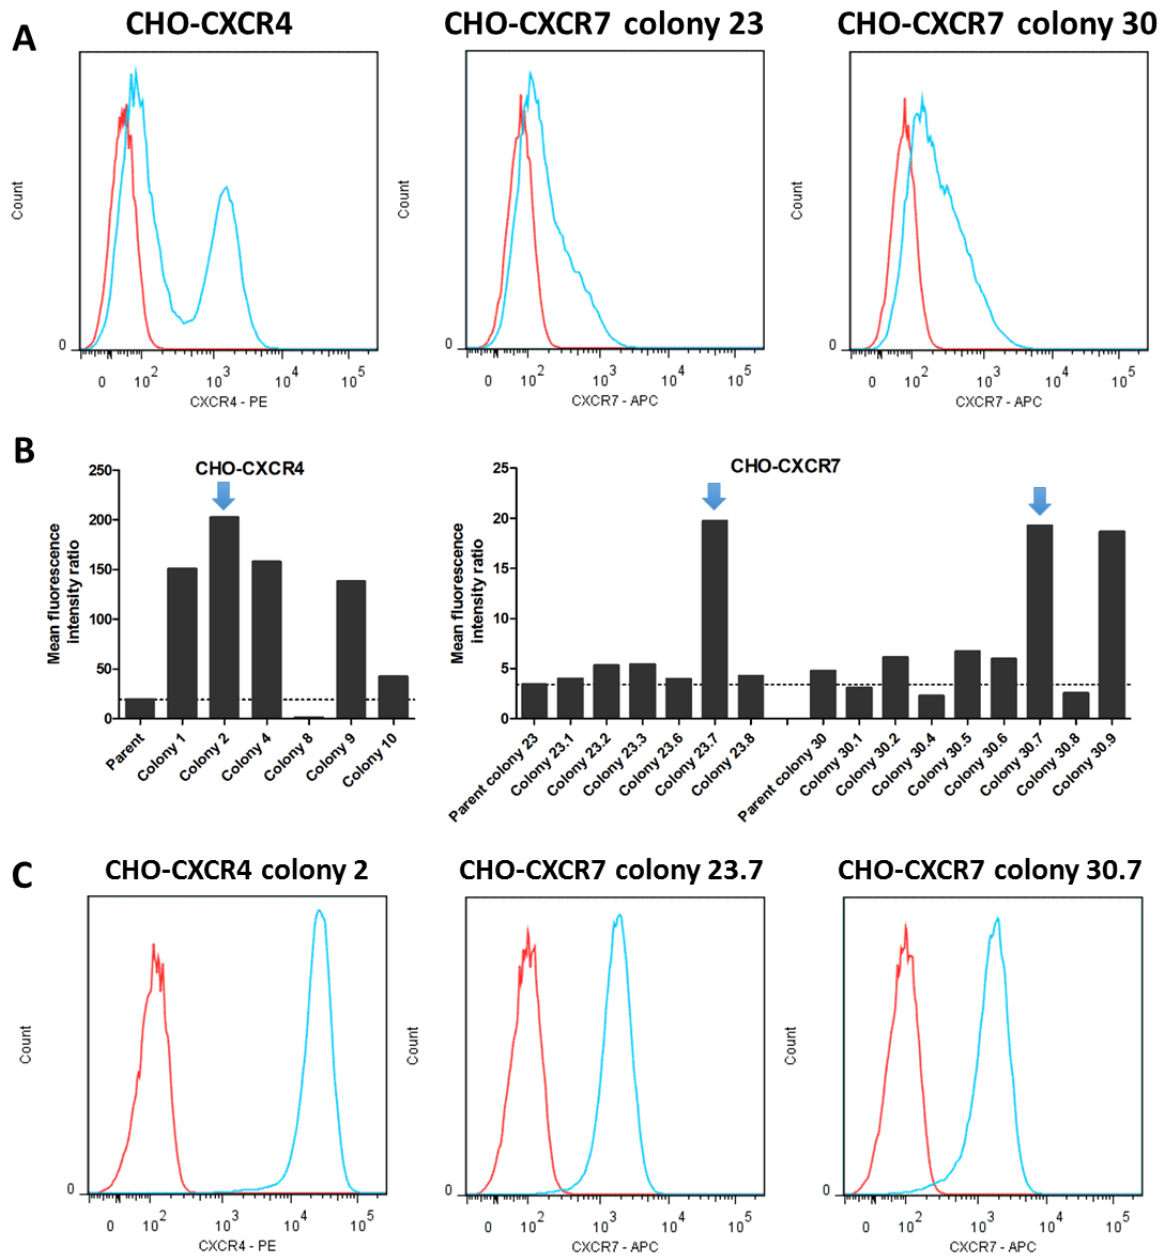 A
CHO-CXCR4
CHO-CXCR7 colony 23
CHO-CXCR7 colony 30
Count
0
0 10² 10³ 10⁴ 10⁵
CXCR4 - PE
Count
0
0 10² 10³ 10⁴ 10⁵
CXCR7 - APC
Count
0
0 10² 10³ 10⁴ 10⁵
CXCR7 - APC
B
CHO-CXCR4
Mean fluorescence
intensity ratio
250
200
150
100
50
0
Parent
Colony 1
Colony 2
Colony 4
Colony 8
Colony 9
Colony 10
CHO-CXCR7
Mean fluorescence
intensity ratio
25
20
15
10
5
0
Parent colony 23
Colony 23.1
Colony 23.2
Colony 23.3
Colony 23.6
Colony 23.7
Colony 23.8
Parent colony 30
Colony 30.1
Colony 30.2
Colony 30.4
Colony 30.5
Colony 30.6
Colony 30.7
Colony 30.8
Colony 30.9
C
CHO-CXCR4 colony 2
CHO-CXCR7 colony 23.7
CHO-CXCR7 colony 30.7
Count
0
0 10² 10³ 10⁴ 10⁵
CXCR4 - PE
Count
0
0 10² 10³ 10⁴ 10⁵
CXCR7 - APC
Count
0
0 10² 10³ 10⁴ 10⁵
CXCR7 - APC